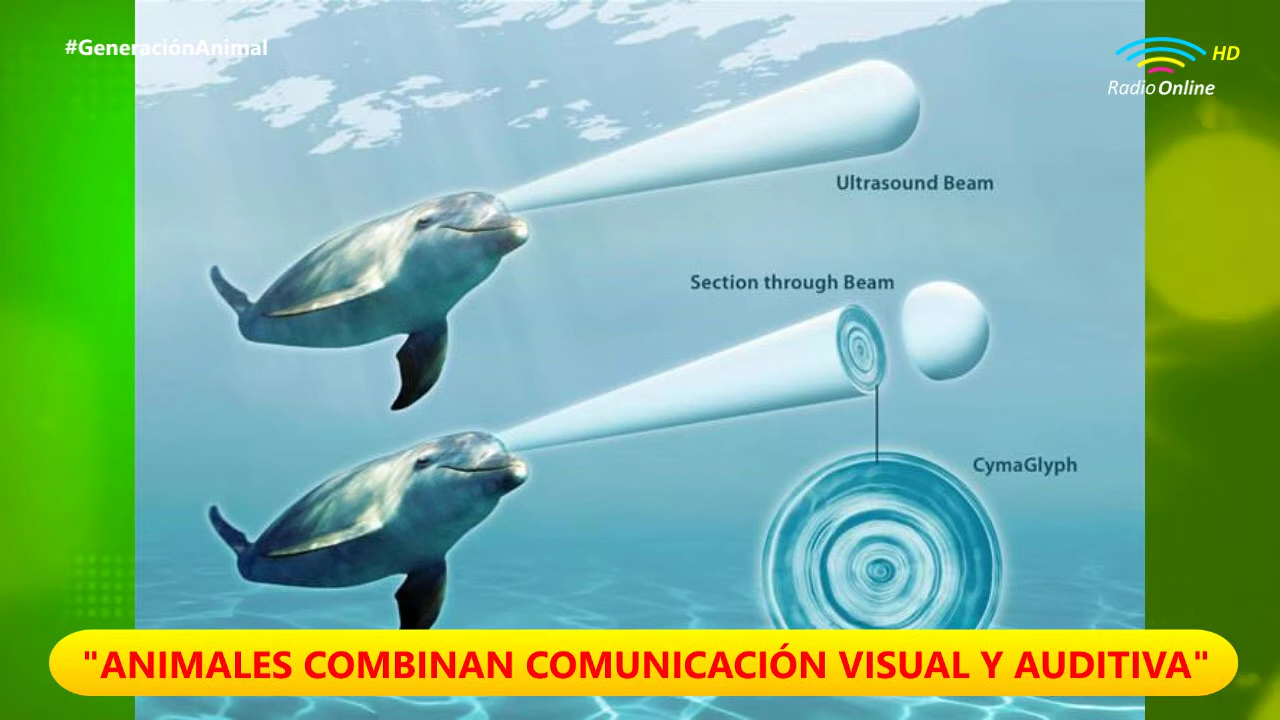 #GeneraciónAnimal
HD
Radio Online
Ultrasound Beam
Section through Beam
CymaGlyph
"ANIMALES COMBINAN COMUNICACIÓN VISUAL Y AUDITIVA"